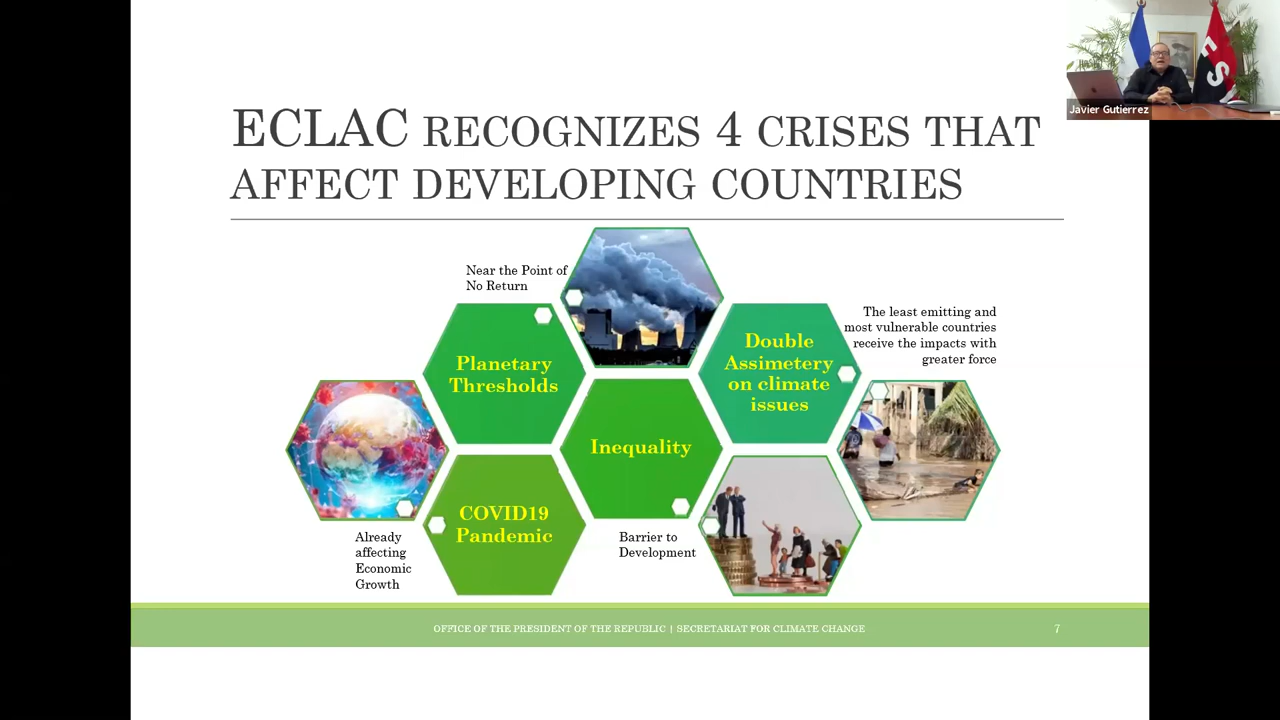 ECLAC RECOGNIZES 4 CRISES THAT
AFFECT DEVELOPING COUNTRIES
Near the Point of
No Return
Planetary
Thresholds
Double
Assimetery
on climate
issues
The least emitting and
most vulnerable countries
receive the impacts with
greater force
Inequality
COVID19
Pandemic
Already
affecting
Economic
Growth
Barrier to
Development
OFFICE OF THE PRESIDENT OF THE REPUBLIC | SECRETARIAT FOR CLIMATE CHANGE
7
Javier Gutierrez
FS